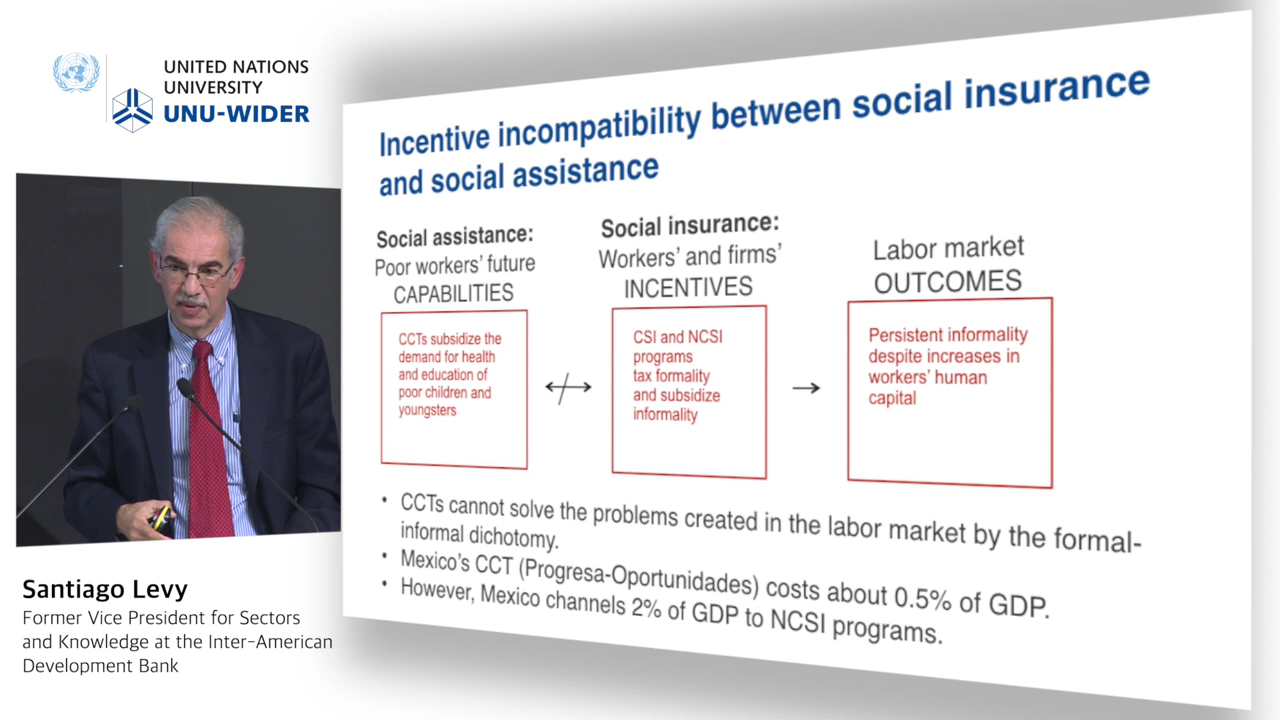 UNITED NATIONS
UNIVERSITY
UNU-WIDER
Incentive incompatibility between social insurance
and social assistance
Social assistance:
Poor workers' future
CAPABILITIES
CCTs subsidize the
demand for health
and education of
poor children and
youngsters
Social insurance:
Workers' and firms'
INCENTIVES
CSI and NCSI
programs
tax formality
and subsidize
informality
Labor market
OUTCOMES
Persistent informality
despite increases in
workers' human
capital
• CCTs cannot solve the problems created in the labor market by the formal-
informal dichotomy.
• Mexico's CCT (Progresa-Oportunidades) costs about 0.5% of GDP.
• However, Mexico channels 2% of GDP to NCSI programs.
Santiago Levy
Former Vice President for Sectors
and Knowledge at the Inter-American
Development Bank